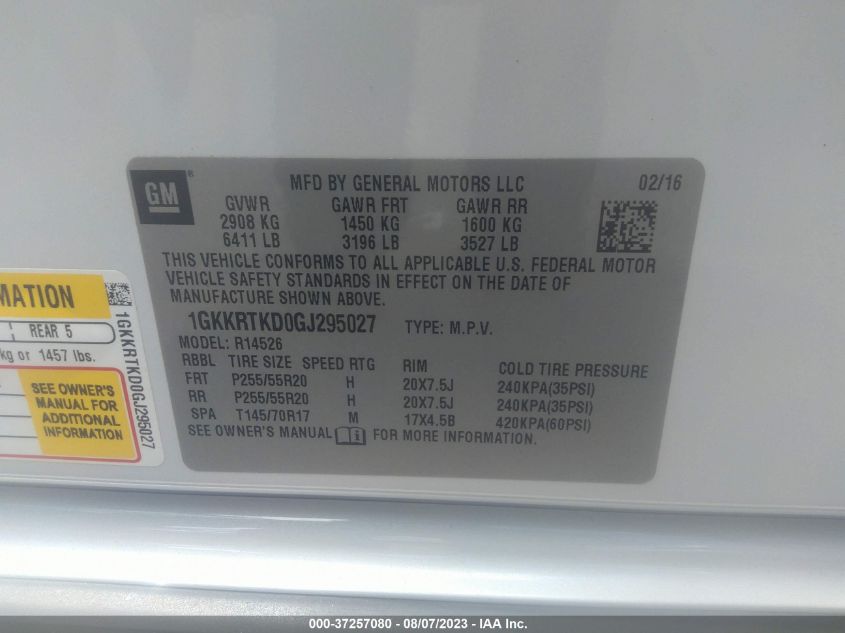 GM
®
MFD BY GENERAL MOTORS LLC 02/16
GVWR GAWR FRT GAWR RR
2908 KG 1450 KG 1600 KG
6411 LB 3196 LB 3527 LB
THIS VEHICLE CONFORMS TO ALL APPLICABLE U.S. FEDERAL MOTOR
VEHICLE SAFETY STANDARDS IN EFFECT ON THE DATE OF
MANUFACTURE SHOWN ABOVE.
1GKKRTKD0GJ295027 TYPE: M.P.V.
MODEL: R14526
RBBL TIRE SIZE SPEED RTG RIM COLD TIRE PRESSURE
FRT P255/55R20 H 20X7.5J 240KPA(35PSI)
RR P255/55R20 H 20X7.5J 240KPA(35PSI)
SPA T145/70R17 M 17X4.5B 420KPA(60PSI)
SEE OWNER'S MANUAL FOR MORE INFORMATION.
MATION
REAR 5
kg or 1457 lbs.
SEE OWNER'S
MANUAL FOR
ADDITIONAL
INFORMATION
1GKKRTKD0GJ295027
000-37257080 - 08/07/2023 - IAA Inc.